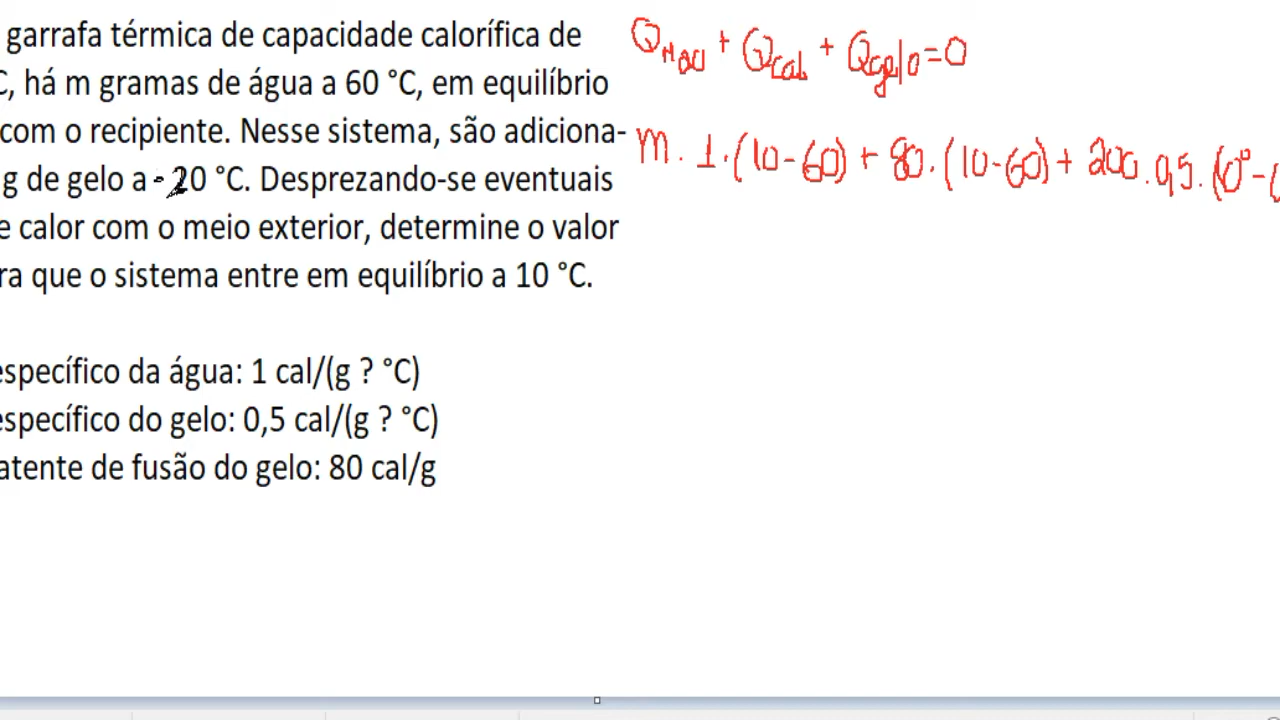 garrafa térmica de capacidade calorífica de
C, há m gramas de água a 60 °C, em equilíbrio
com o recipiente. Nesse sistema, são adiciona-
g de gelo a -20 °C. Desprezando-se eventuais
e calor com o meio exterior, determine o valor
ra que o sistema entre em equilíbrio a 10 °C.
específico da água: 1 cal/(g ? °C)
específico do gelo: 0,5 cal/(g ? °C)
atente de fusão do gelo: 80 cal/g
Q_H2O + Q_cal + Q_gelo = 0
m . 1 . (10 - 60) + 80 . (10 - 60) + 200 . 0,5 . (0° - (